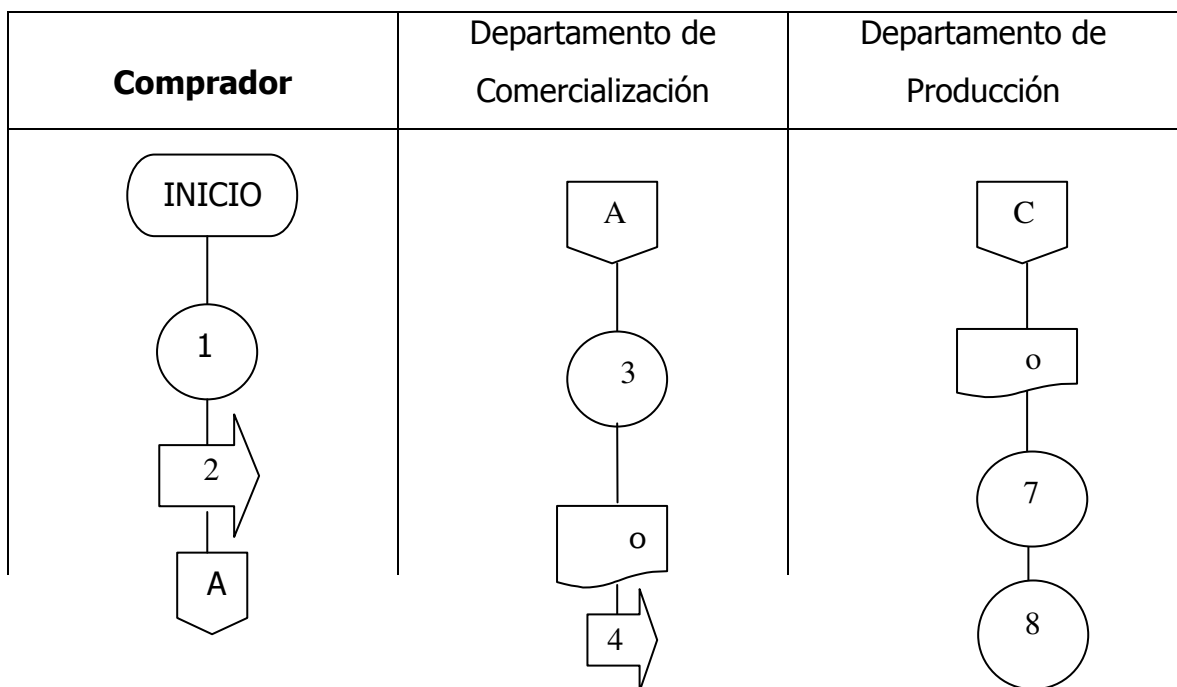 Comprador
Departamento de
Comercialización
Departamento de
Producción
INICIO
1
2
A
A
3
o
4
C
o
7
8